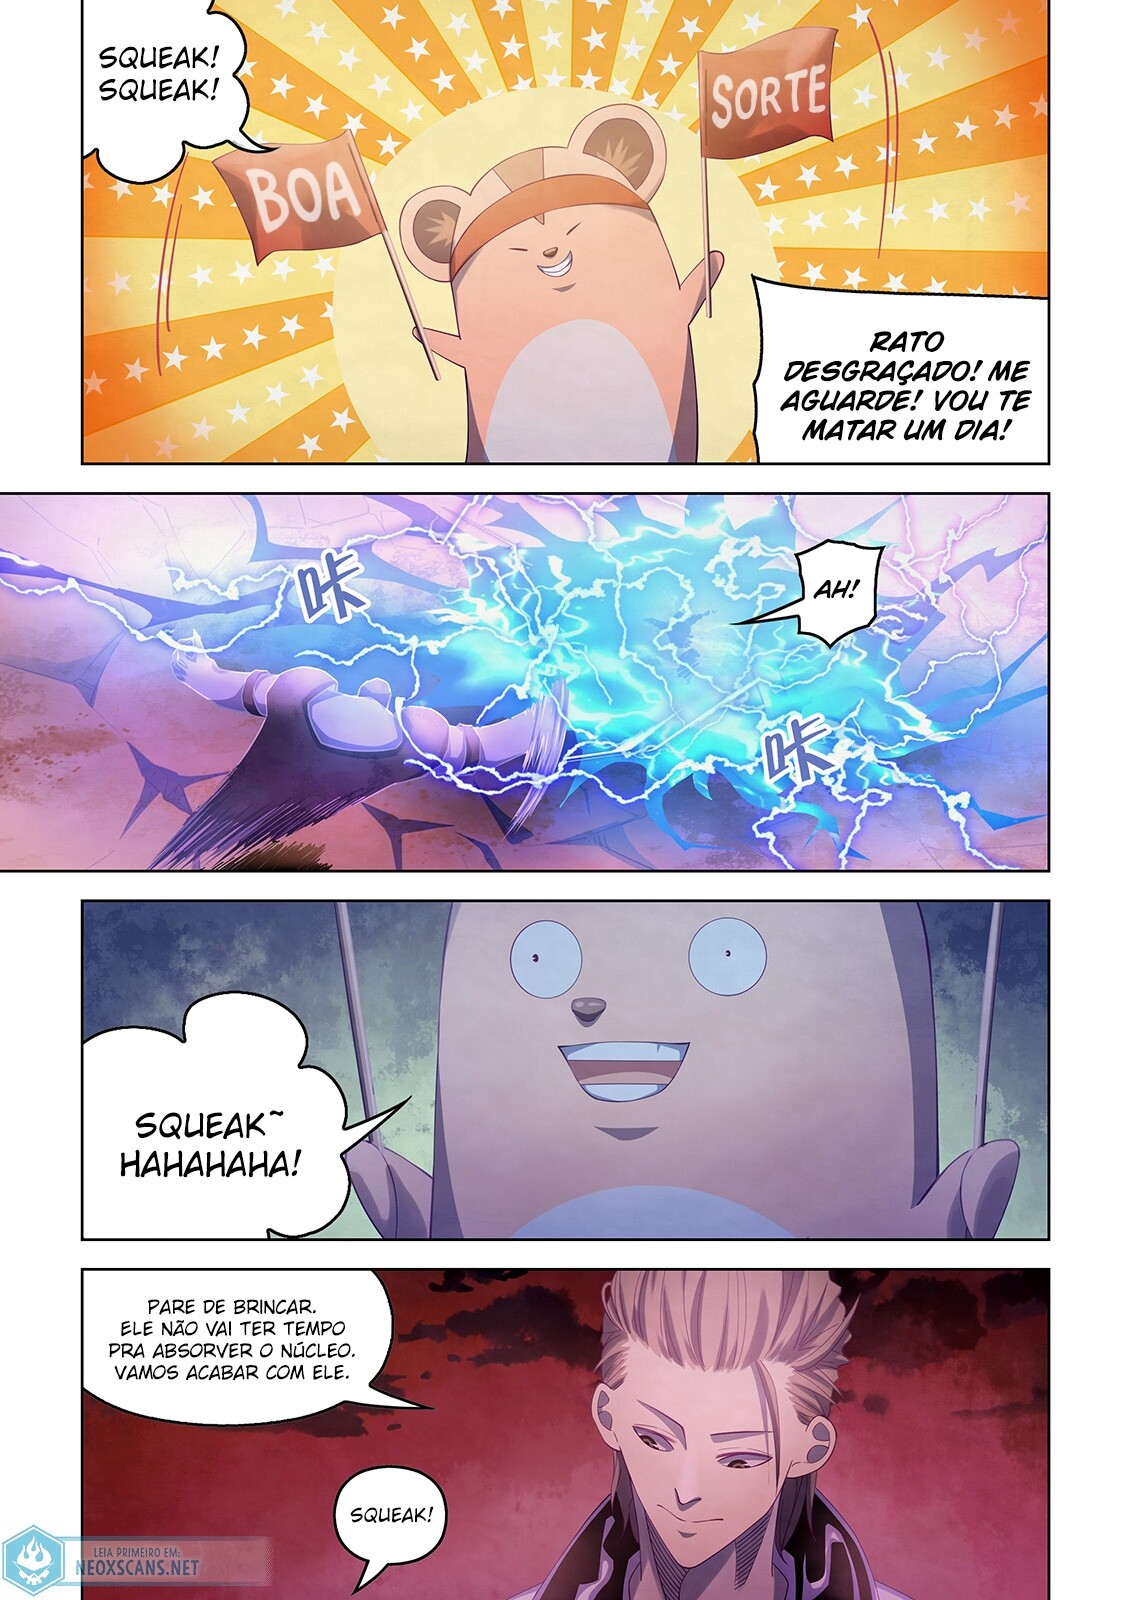 SQUEAK!
SQUEAK!
BOA
SORTE
RATO
DESGRAÇADO! ME
AGUARDE! VOU TE
MATAR UM DIA!
咔
AH!
咔
SQUEAK~
HAHAHAHA!
PARE DE BRINCAR.
ELE NÃO VAI TER TEMPO
PRA ABSORVER O NÚCLEO.
VAMOS ACABAR COM ELE.
SQUEAK!
LEIA PRIMEIRO EM:
NEOXSCANS.NET